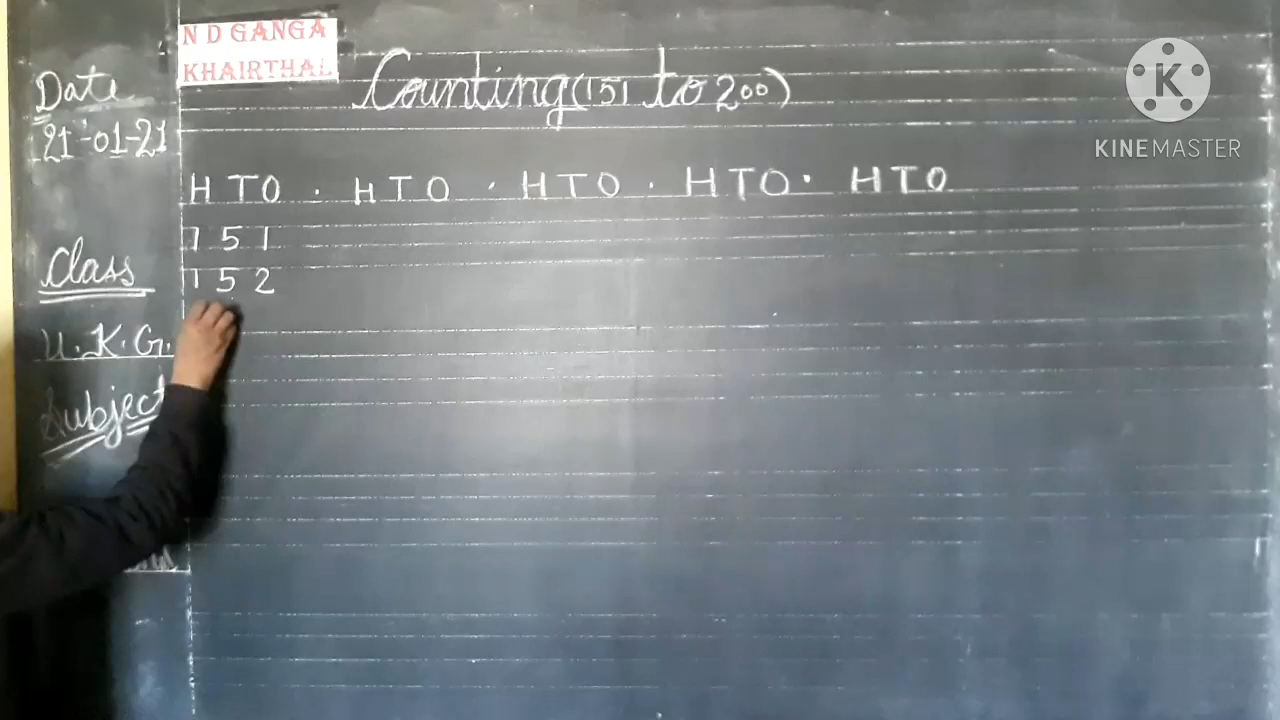 N D GANGA
KHAIRTHAL
Counting (151 to 200)
Date
21-01-21
H T O . H T O . H T O . H T O . H T O
1 5 1
1 5 2
Class
U.K.G.
Subject
K
KINEMASTER